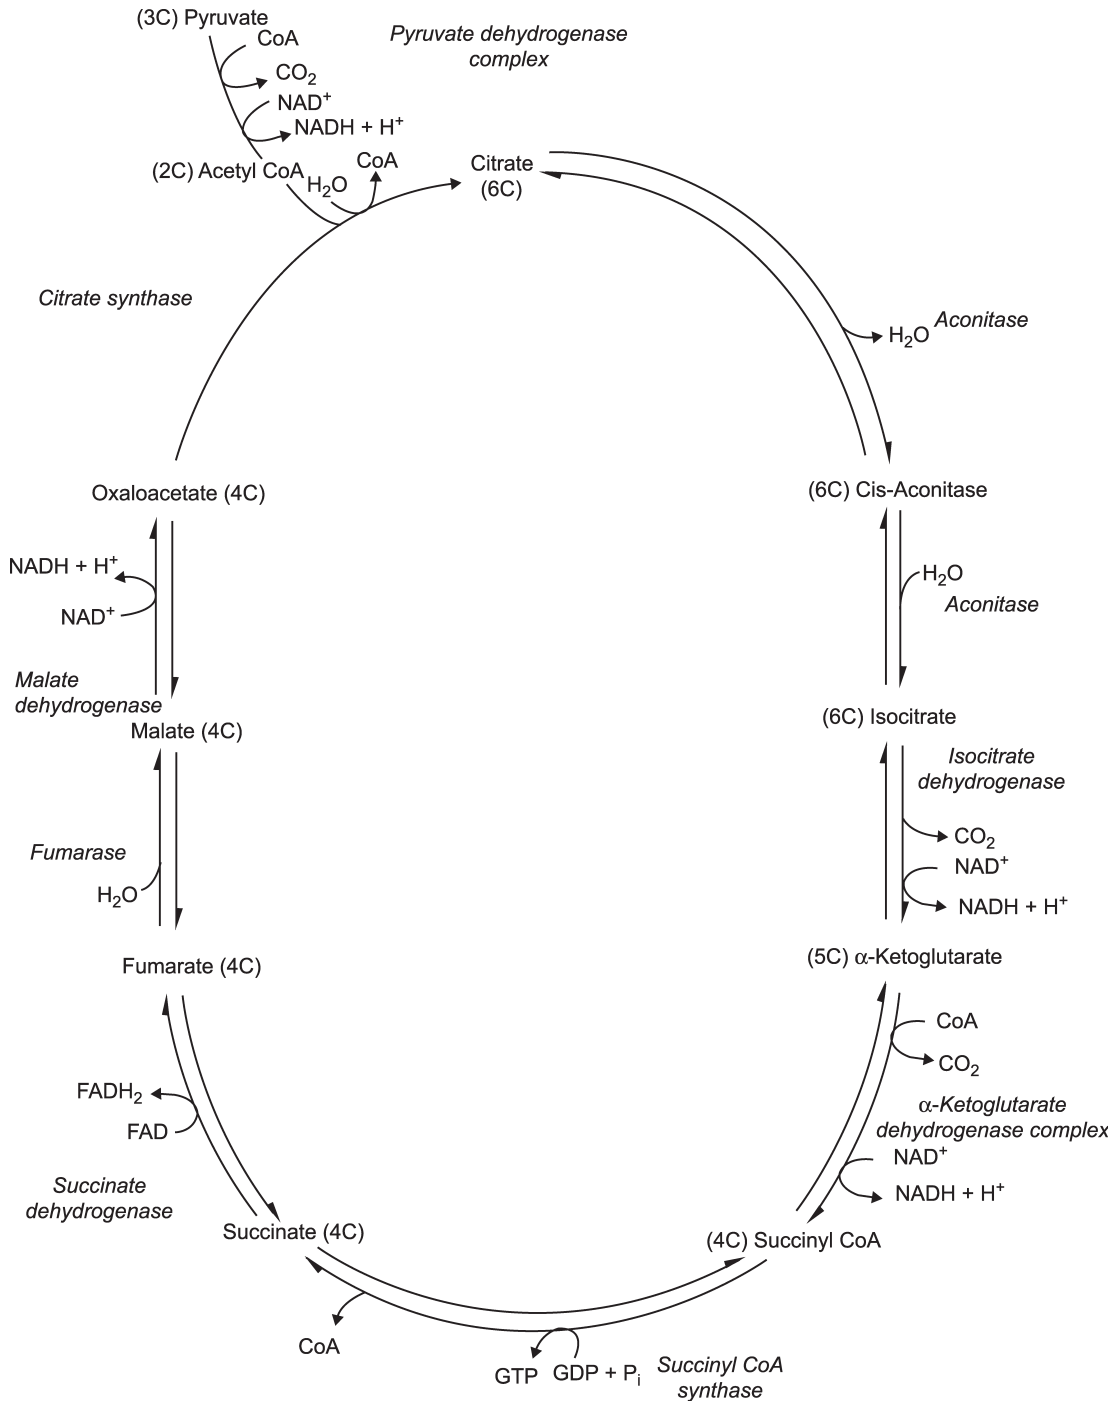 (3C) Pyruvate
CoA
Pyruvate dehydrogenase
complex
CO₂
NAD⁺
NADH + H⁺
(2C) Acetyl CoA
H₂O
CoA
Citrate
(6C)
Citrate synthase
H₂O
Aconitase
Oxaloacetate (4C)
(6C) Cis-Aconitase
NADH + H⁺
NAD⁺
H₂O
Aconitase
Malate
dehydrogenase
Malate (4C)
(6C) Isocitrate
Isocitrate
dehydrogenase
CO₂
NAD⁺
NADH + H⁺
Fumarase
H₂O
Fumarate (4C)
(5C) α-Ketoglutarate
CoA
CO₂
α-Ketoglutarate
dehydrogenase complex
NAD⁺
NADH + H⁺
FADH₂
FAD
Succinate
dehydrogenase
Succinate (4C)
(4C) Succinyl CoA
CoA
GTP
GDP + Pᵢ
Succinyl CoA
synthase